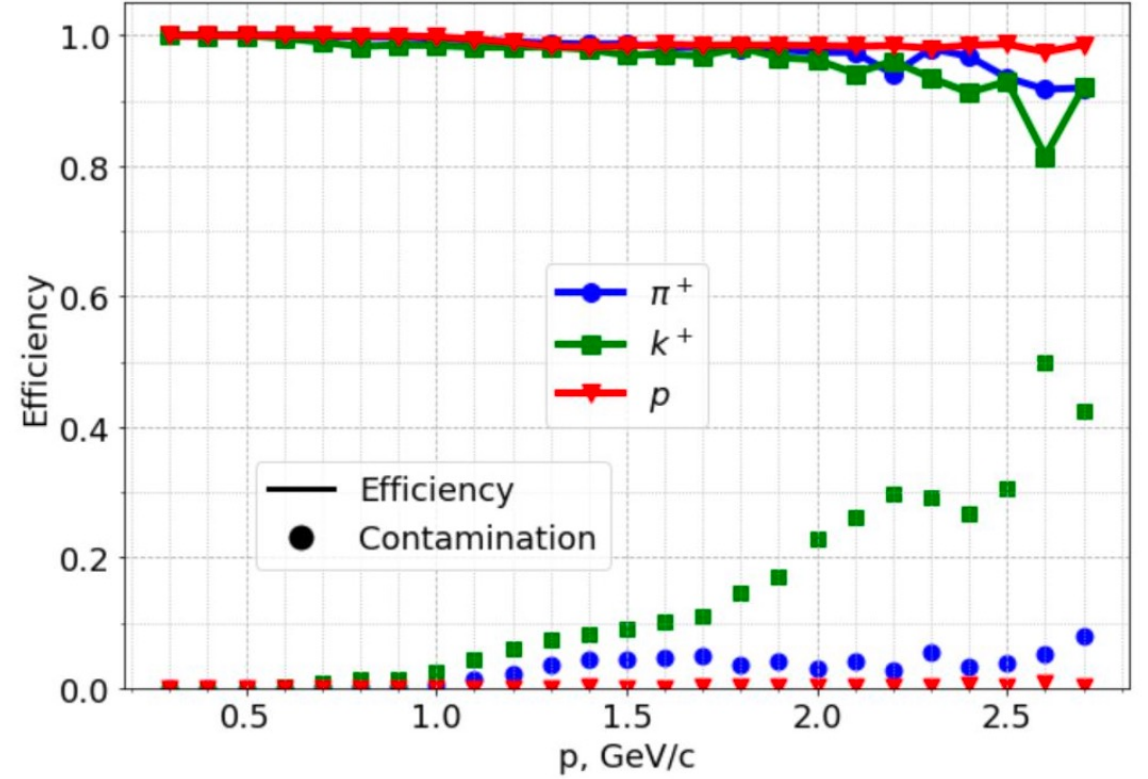 1.0
0.8
0.6
0.4
0.2
0.0
Efficiency
π⁺
k⁺
p
Efficiency
Contamination
0.5 1.0 1.5 2.0 2.5
p, GeV/c